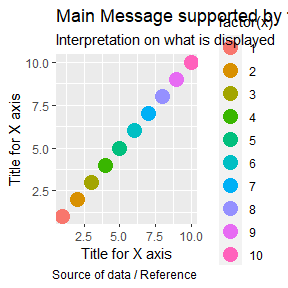 Main Message supported by
Interpretation on what is displayed
factor(x)
10.0
7.5
5.0
2.5
Title for Y axis
2.5 5.0 7.5 10.0
Title for X axis
1
2
3
4
5
6
7
8
9
10
Source of data / Reference